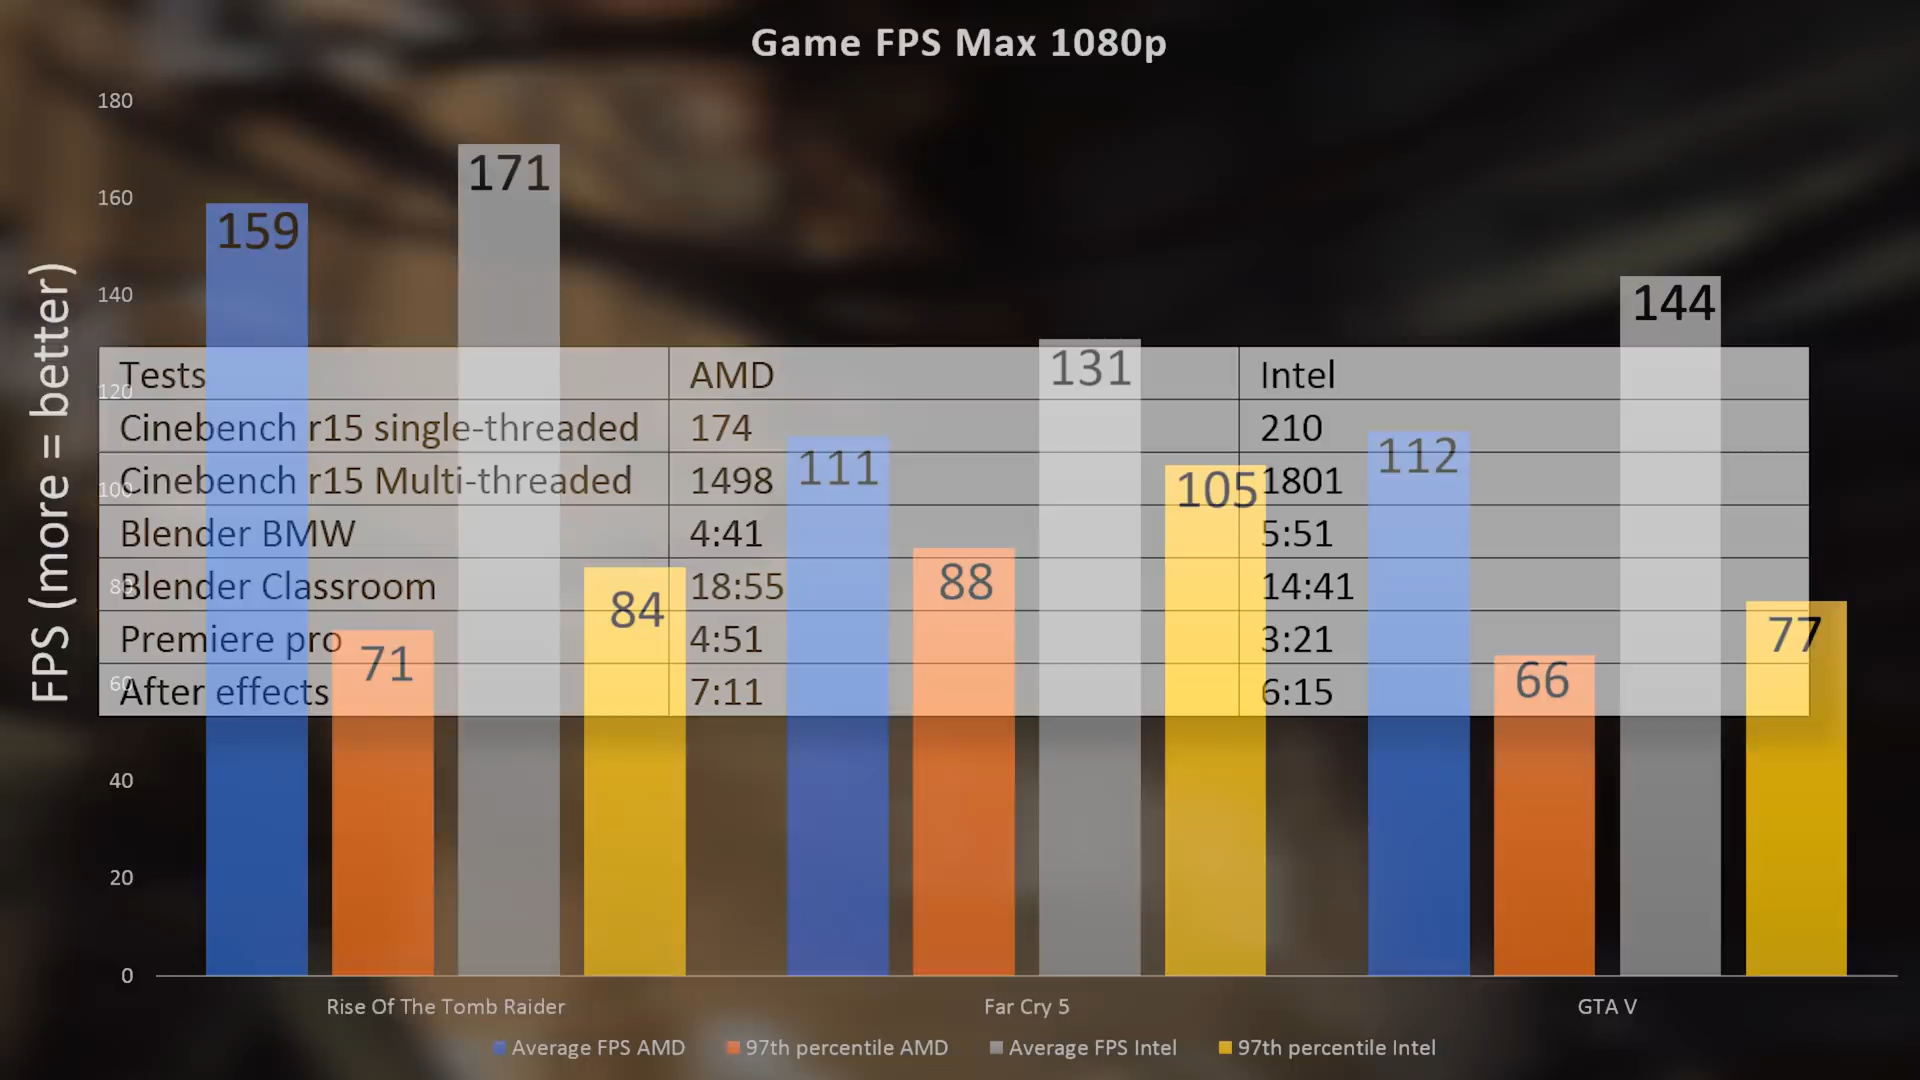 Game FPS Max 1080p
FPS (more = better)
180
160
140
120
100
80
60
40
20
0
159
71
171
84
111
88
131
105
112
66
144
77
Tests AMD Intel
Cinebench r15 single-threaded 174 210
Cinebench r15 Multi-threaded 1498 1801
Blender BMW 4:41 5:51
Blender Classroom 18:55 14:41
Premiere pro 4:51 3:21
After effects 7:11 6:15
Rise Of The Tomb Raider Far Cry 5 GTA V
Average FPS AMD 97th percentile AMD Average FPS Intel 97th percentile Intel